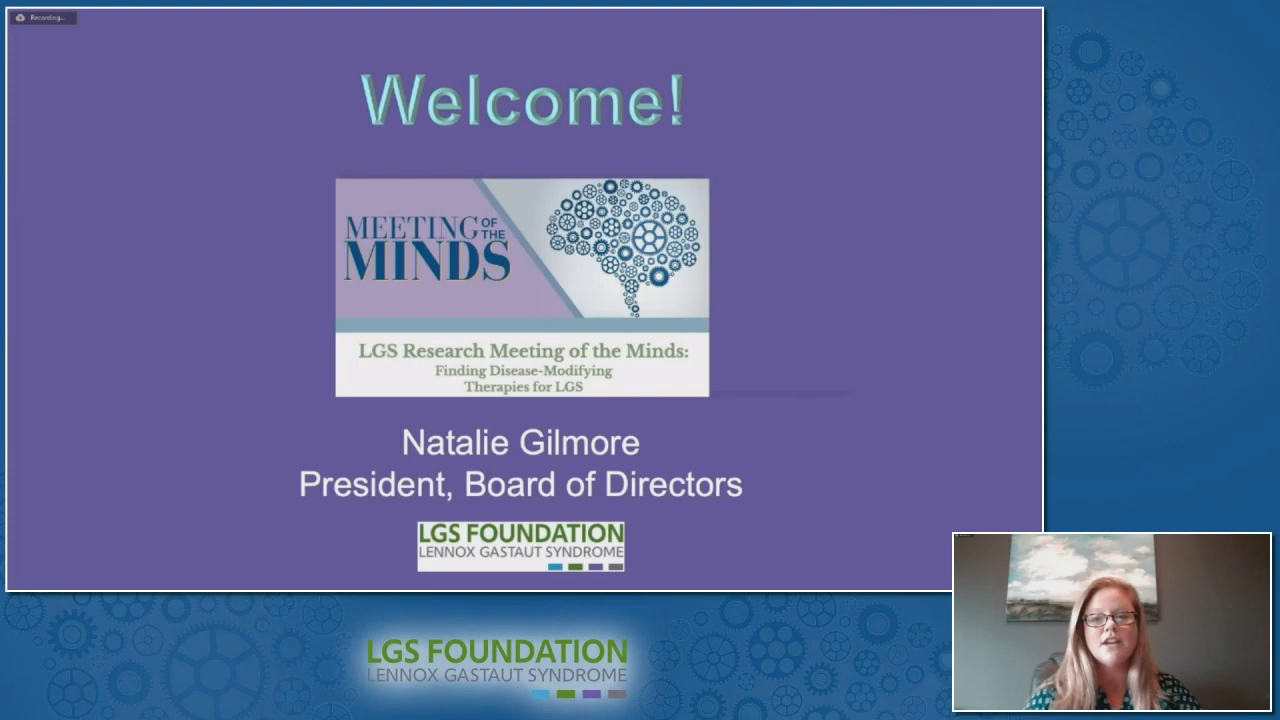 Recording...
Welcome!
MEETING OF THE
MINDS
LGS Research Meeting of the Minds:
Finding Disease-Modifying
Therapies for LGS
Natalie Gilmore
President, Board of Directors
LGS FOUNDATION
LENNOX GASTAUT SYNDROME
LGS FOUNDATION
LENNOX GASTAUT SYNDROME